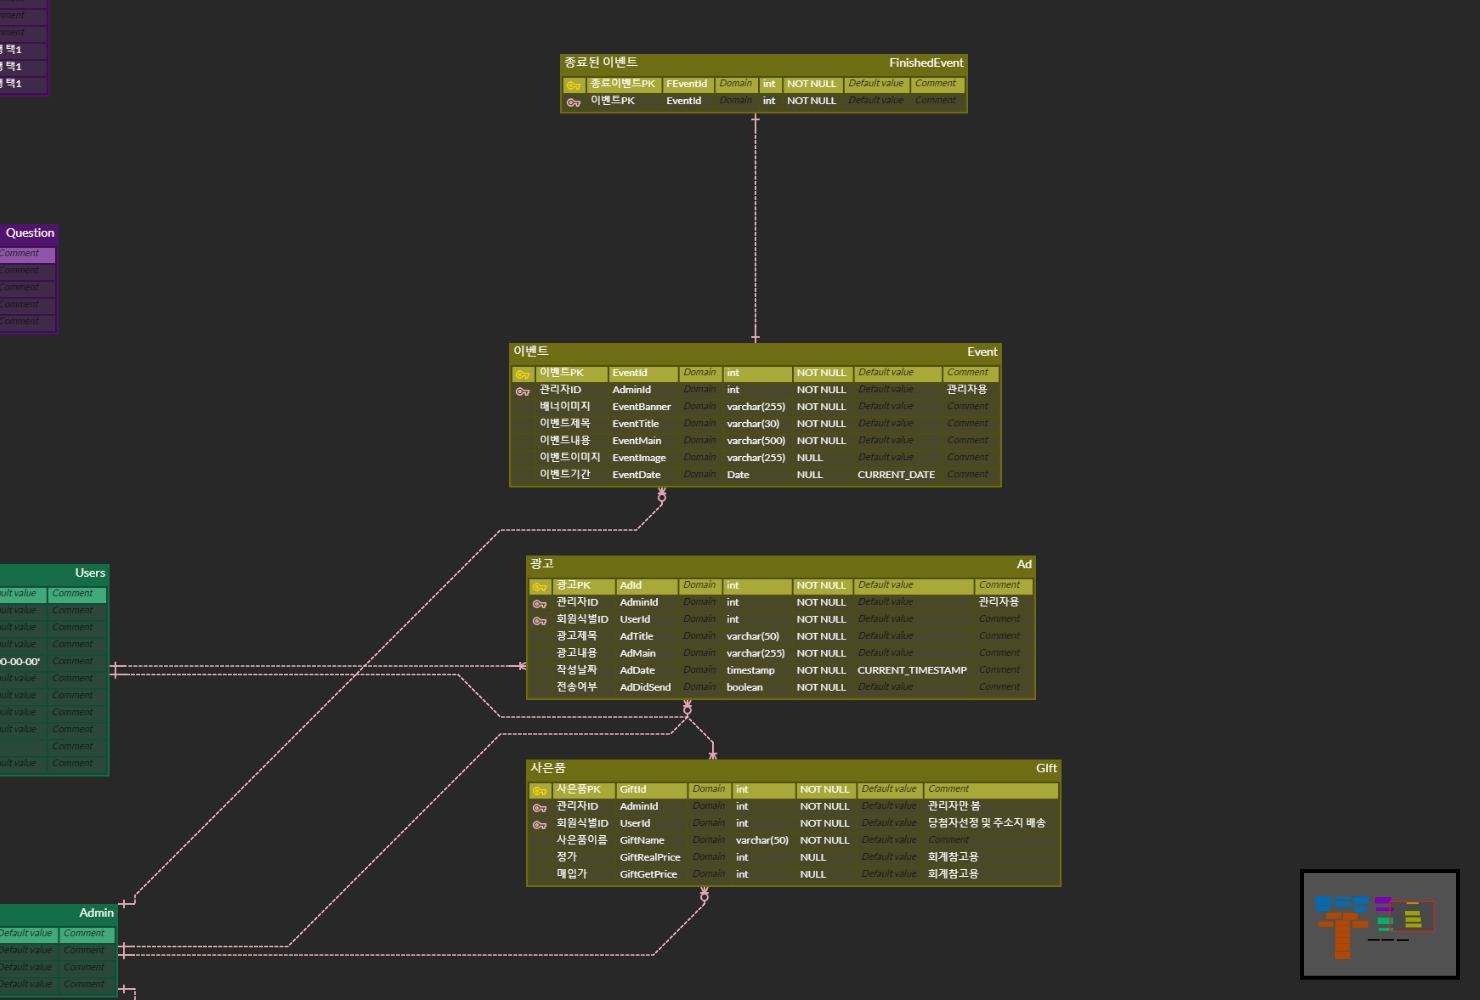 택1
택1
택1
종료된 이벤트 FinishedEvent
종료이벤트PK FEventId Domain int NOT NULL Default value Comment
이벤트PK EventId Domain int NOT NULL Default value Comment
Question
Comment
Comment
Comment
Comment
Comment
이벤트 Event
이벤트PK EventId Domain int NOT NULL Default value Comment
관리자ID AdminId Domain int NOT NULL Default value 관리자용
배너이미지 EventBanner Domain varchar(255) NOT NULL Default value Comment
이벤트제목 EventTitle Domain varchar(30) NOT NULL Default value Comment
이벤트내용 EventMain Domain varchar(500) NOT NULL Default value Comment
이벤트이미지 EventImage Domain varchar(255) NULL Default value Comment
이벤트기간 EventDate Domain Date NULL CURRENT_DATE Comment
광고 Ad
광고PK AdId Domain int NOT NULL Default value Comment
관리자ID AdminId Domain int NOT NULL Default value 관리자용
회원식별ID UserId Domain int NOT NULL Default value Comment
광고제목 AdTitle Domain varchar(50) NOT NULL Default value Comment
광고내용 AdMain Domain varchar(255) NOT NULL Default value Comment
작성날짜 AdDate Domain timestamp NOT NULL CURRENT_TIMESTAMP Comment
전송여부 AdDidSend Domain boolean NOT NULL Default value Comment
Users
value Comment
value Comment
value Comment
value Comment
00-00' Comment
value Comment
value Comment
value Comment
value Comment
Comment
value Comment
사은품 GIft
사은품PK GiftId Domain int NOT NULL Default value Comment
관리자ID AdminId Domain int NOT NULL Default value 관리자만 봄
회원식별ID UserId Domain int NOT NULL Default value 당첨자선정 및 주소지 배송
사은품이름 GiftName Domain varchar(50) NOT NULL Default value Comment
정가 GiftRealPrice Domain int NULL Default value 회계참고용
매입가 GiftGetPrice Domain int NULL Default value 회계참고용
Admin
Default value Comment
Default value Comment
Default value Comment
Default value Comment